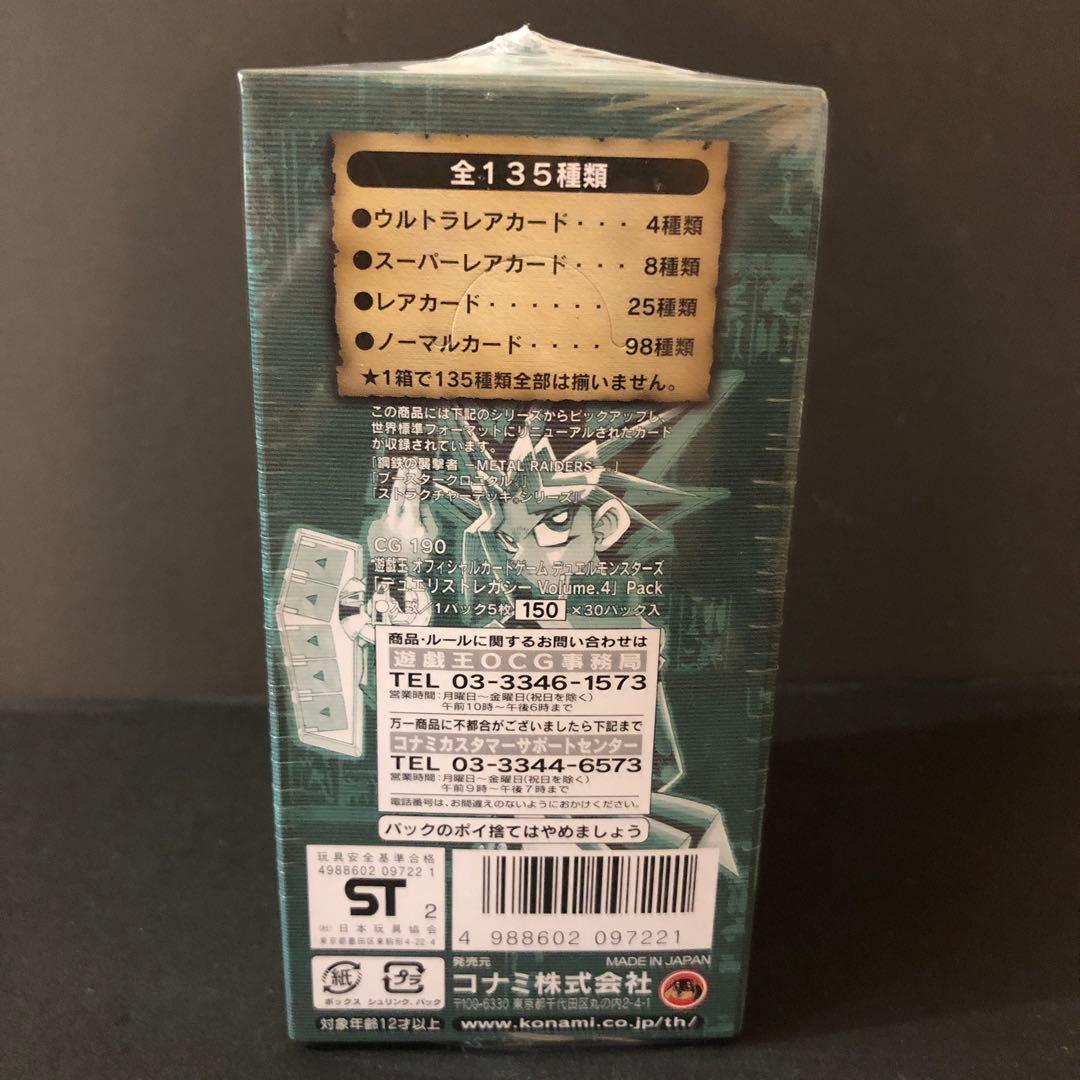 全135種類
●ウルトラレアカード・・・ 4種類
●スーパーレアカード・・・ 8種類
●レアカード・・・・・・ 25種類
●ノーマルカード・・・・ 98種類
★1箱で135種類全部は揃いません。
この商品には下記のシリーズからピックアップし、
世界標準フォーマットにリニューアルされたカード
が収録されています。
「鋼鉄の襲撃者 −METAL RAIDERS−」
「ブースタークロニクル」
「ストラクチャーデッキ シリーズ」
CG 190
遊戯王 オフィシャルカードゲーム デュエルモンスターズ
「デュエリストレガシー Volume.4」 Pack
●入数/1パック5枚 150 ×30パック入
商品・ルールに関するお問い合わせは
遊戯王OCG事務局
TEL 03-3346-1573
営業時間:月曜日〜金曜日(祝日を除く)
午前10時〜午後6時まで
万一商品に不都合がございましたら下記まで
コナミカスタマーサポートセンター
TEL 03-3344-6573
営業時間:月曜日〜金曜日(祝日を除く)
午前9時〜午後7時まで
電話番号は、お間違えのないようにおかけください。
パックのポイ捨てはやめましょう
玩具安全基準合格
4988602 09722 1
ST 2
(社)日本玩具協会
東京都墨田区東駒形4-22-4
4 988602 097221
紙
ボックス
プラ
シュリンク、パック
発売元
MADE IN JAPAN
コナミ株式会社
〒100-6330 東京都千代田区丸の内2-4-1
対象年齢12才以上
www.konami.co.jp/th/